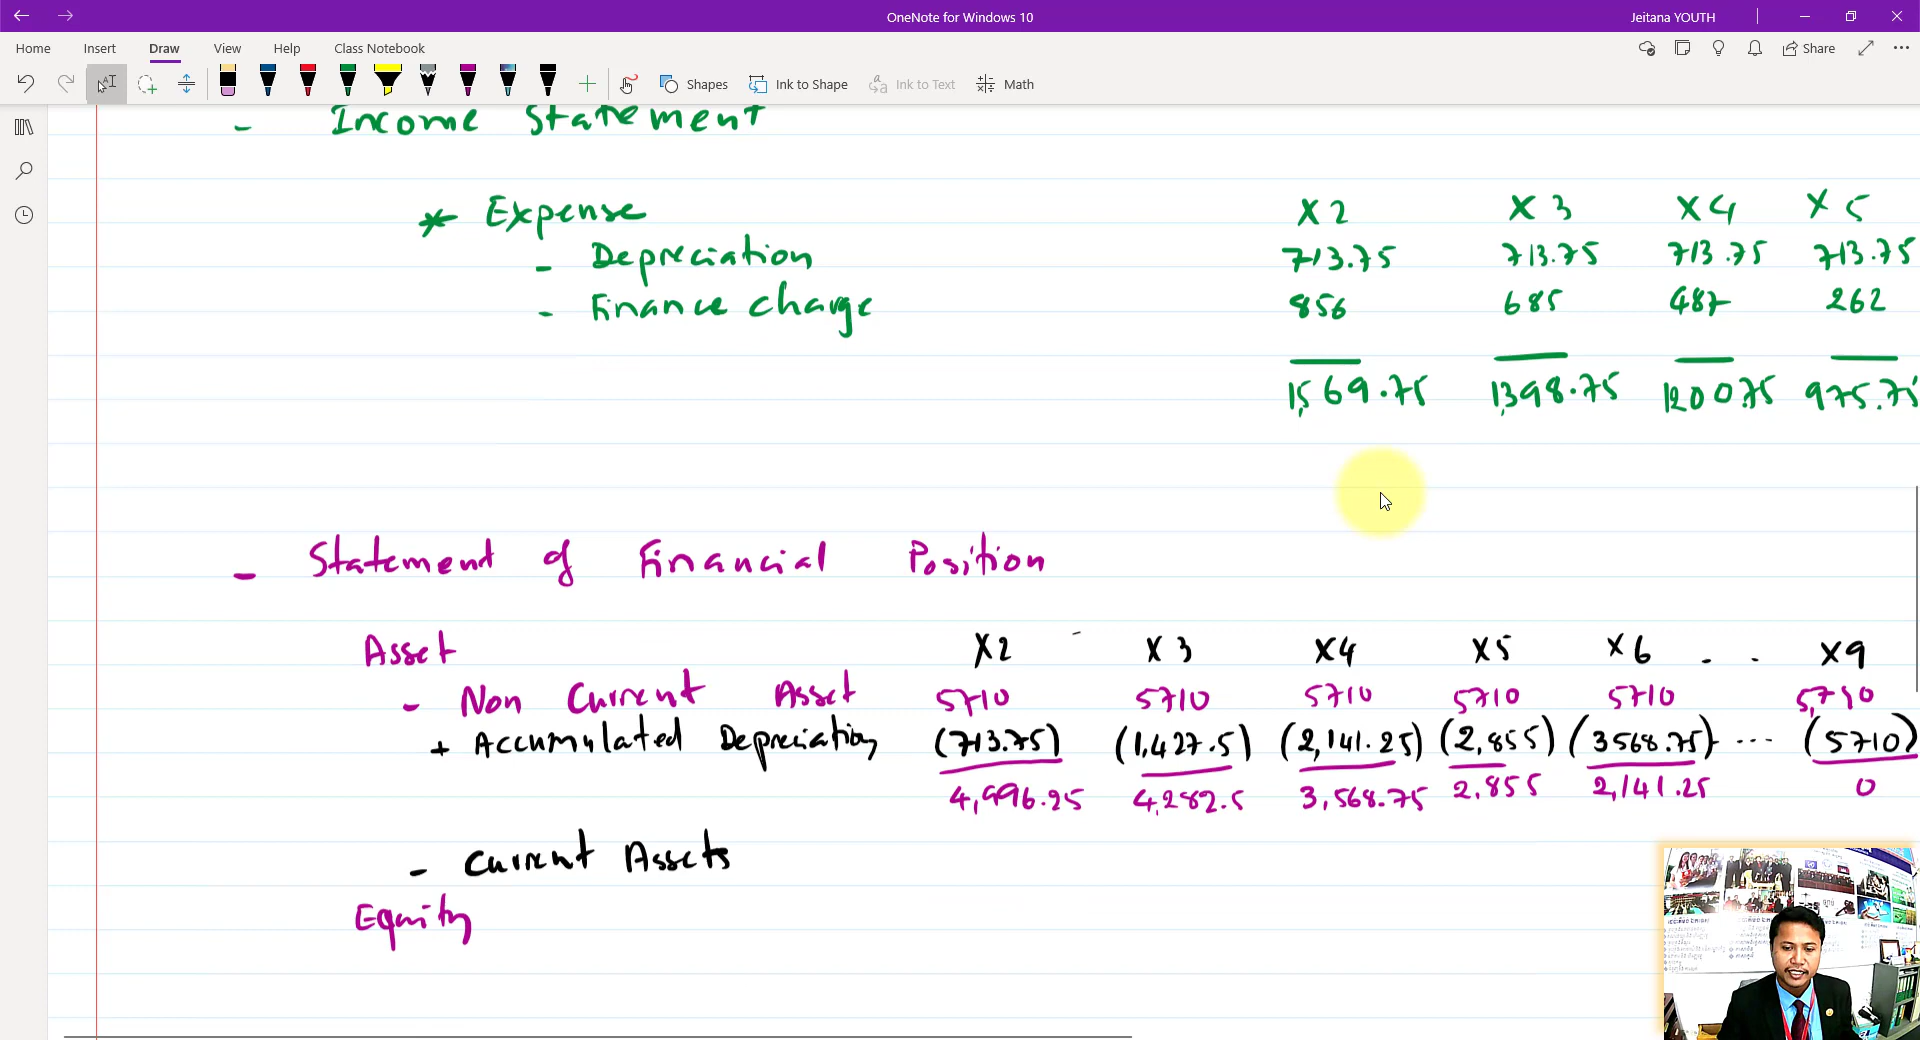 OneNote for Windows 10
Jeitana YOUTH
Home Insert Draw View Help Class Notebook
Share
Shapes Ink to Shape Ink to Text Math
- Income Statement
* Expense X2 X3 X4 X5
- Depreciation 713.75 713.75 713.75 713.75
- Finance charge 856 685 487 262
1,569.75 1,398.75 1200.75 975.75
- Statement of Financial Position
Asset X2 X3 X4 X5 X6 . . X9
- Non Current Asset 5710 5710 5710 5710 5710 5,710
+ Accumulated Depreciation (713.75) (1,427.5) (2,141.25) (2,855) (3568.75) ... (5710)
4,996.25 4,282.5 3,568.75 2,855 2,141.25 0
- Current Assets
Equity